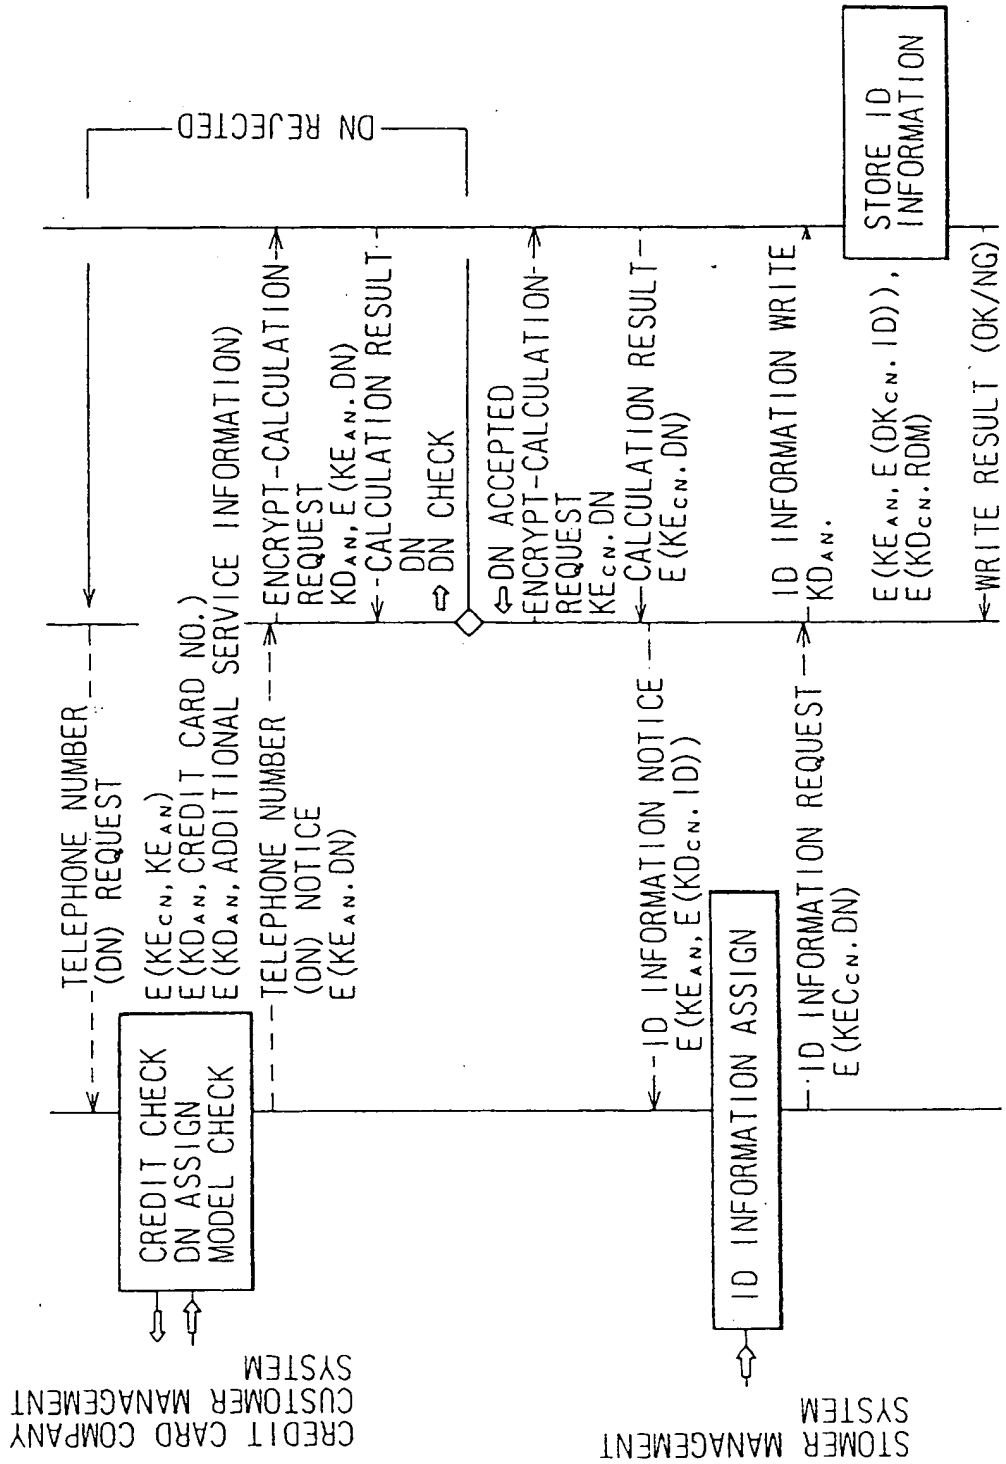 CREDIT CARD COMPANY
CUSTOMER MANAGEMENT
SYSTEM
CREDIT CHECK
DN ASSIGN
MODEL CHECK
TELEPHONE NUMBER
(DN) REQUEST
E(KECN, KEAN)
E(KDAN, CREDIT CARD NO.)
E(KDAN, ADDITIONAL SERVICE INFORMATION)
TELEPHONE NUMBER
(DN) NOTICE
E(KEAN. DN)
ENCRYPT-CALCULATION
REQUEST
KDAN, E(KEAN. DN)
CALCULATION RESULT
DN
DN CHECK
DN REJECTED
DN ACCEPTED
ENCRYPT-CALCULATION
REQUEST
KECN. DN
CALCULATION RESULT
E(KECN. DN)
ID INFORMATION NOTICE
E(KEAN, E(KDCN. ID))
STOMER MANAGEMENT
SYSTEM
ID INFORMATION ASSIGN
ID INFORMATION REQUEST
E(KECCN. DN)
ID INFORMATION WRITE
KDAN.
E(KEAN, E(DKCN. ID)),
E(KDCN. RDM)
STORE ID
INFORMATION
WRITE RESULT (OK/NG)